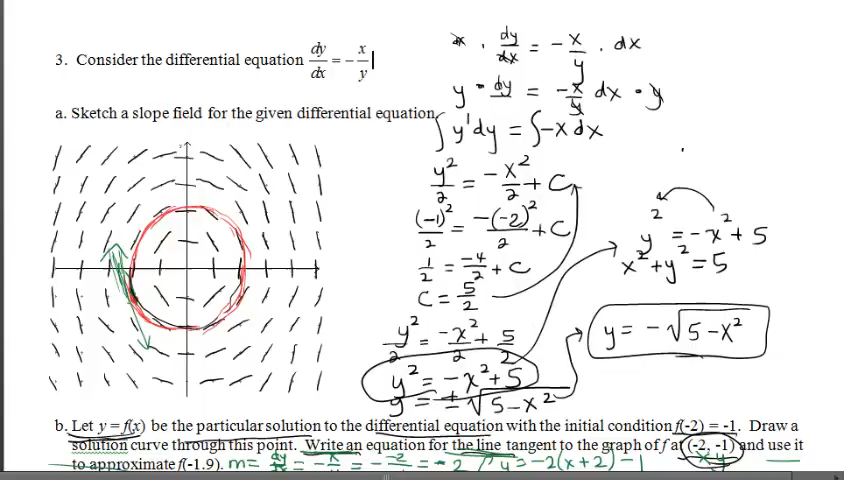 3. Consider the differential equation dy/dx = -x/y
a. Sketch a slope field for the given differential equation.
dx · dy/dx = -x/y · dx
y · dy = -x/y dx · y
∫ y' dy = ∫ -x dx
y²/2 = -x²/2 + C
(-1)²/2 = -(-2)²/2 + C
1/2 = -4/2 + C
C = 5/2
y²/2 = -x²/2 + 5/2
y² = -x² + 5
y = ± √5-x²
y² = -x² + 5
x² + y² = 5
y = -√5-x²
b. Let y = f(x) be the particular solution to the differential equation with the initial condition f(-2) = -1. Draw a
solution curve through this point. Write an equation for the line tangent to the graph of f at (-2, -1) and use it
to approximate f(-1.9). m = dy/dx = -x/y = - -2/ = -2 y = -2(x+2) - 1
x y